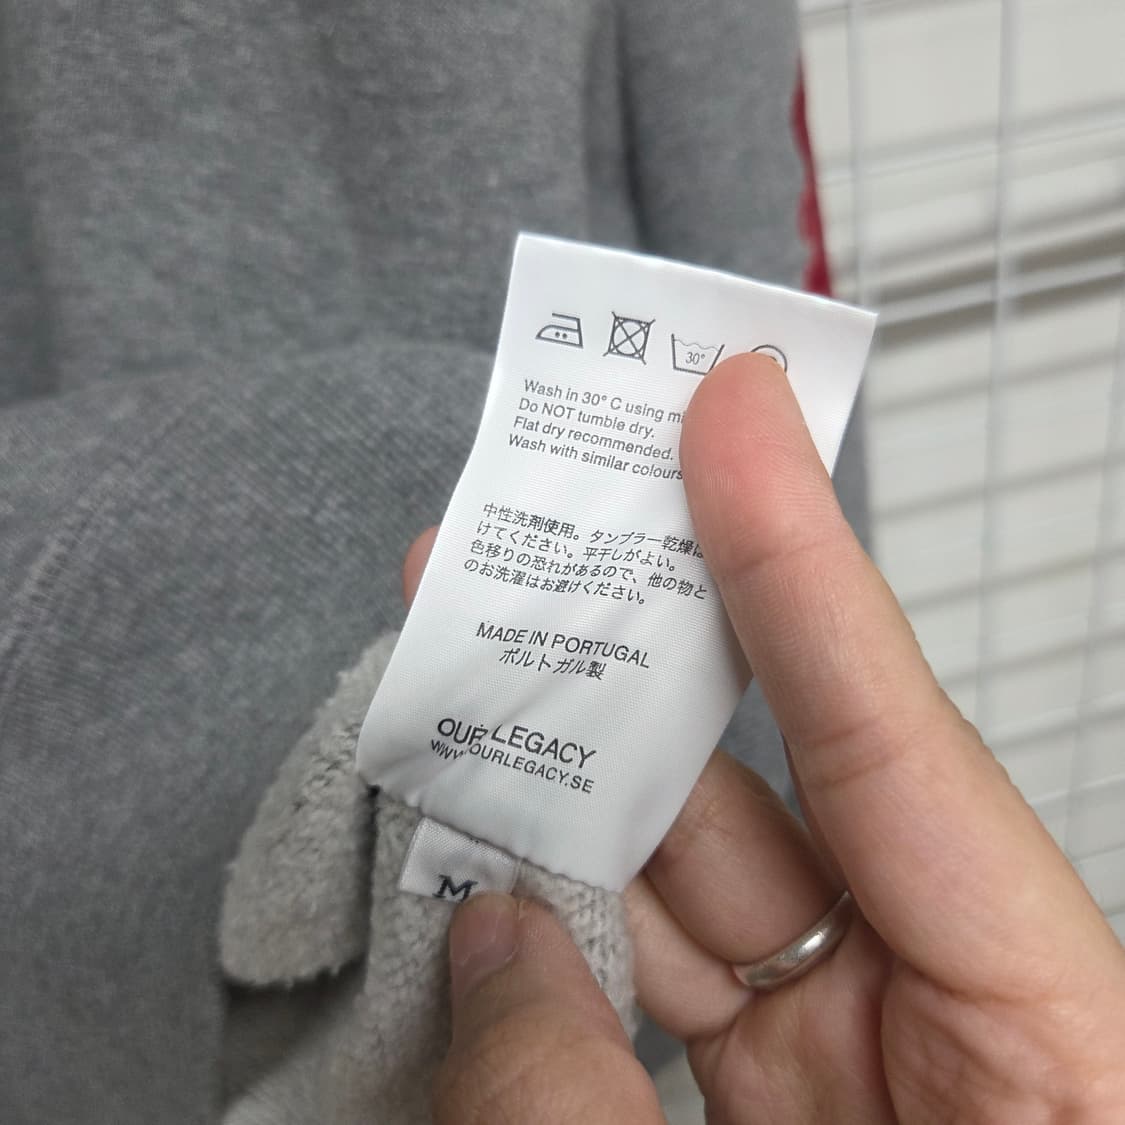 30°
Wash in 30° C using
Do NOT tumble dry.
Flat dry recommended.
Wash with similar colours
中性洗剤使用。タンブラー乾燥は
けてください。平干しがよい。
色移りの恐れがあるので、他の物と
のお洗濯はお避けください。
MADE IN PORTUGAL
ポルトガル製
OUR LEGACY
WWW.OURLEGACY.SE
M